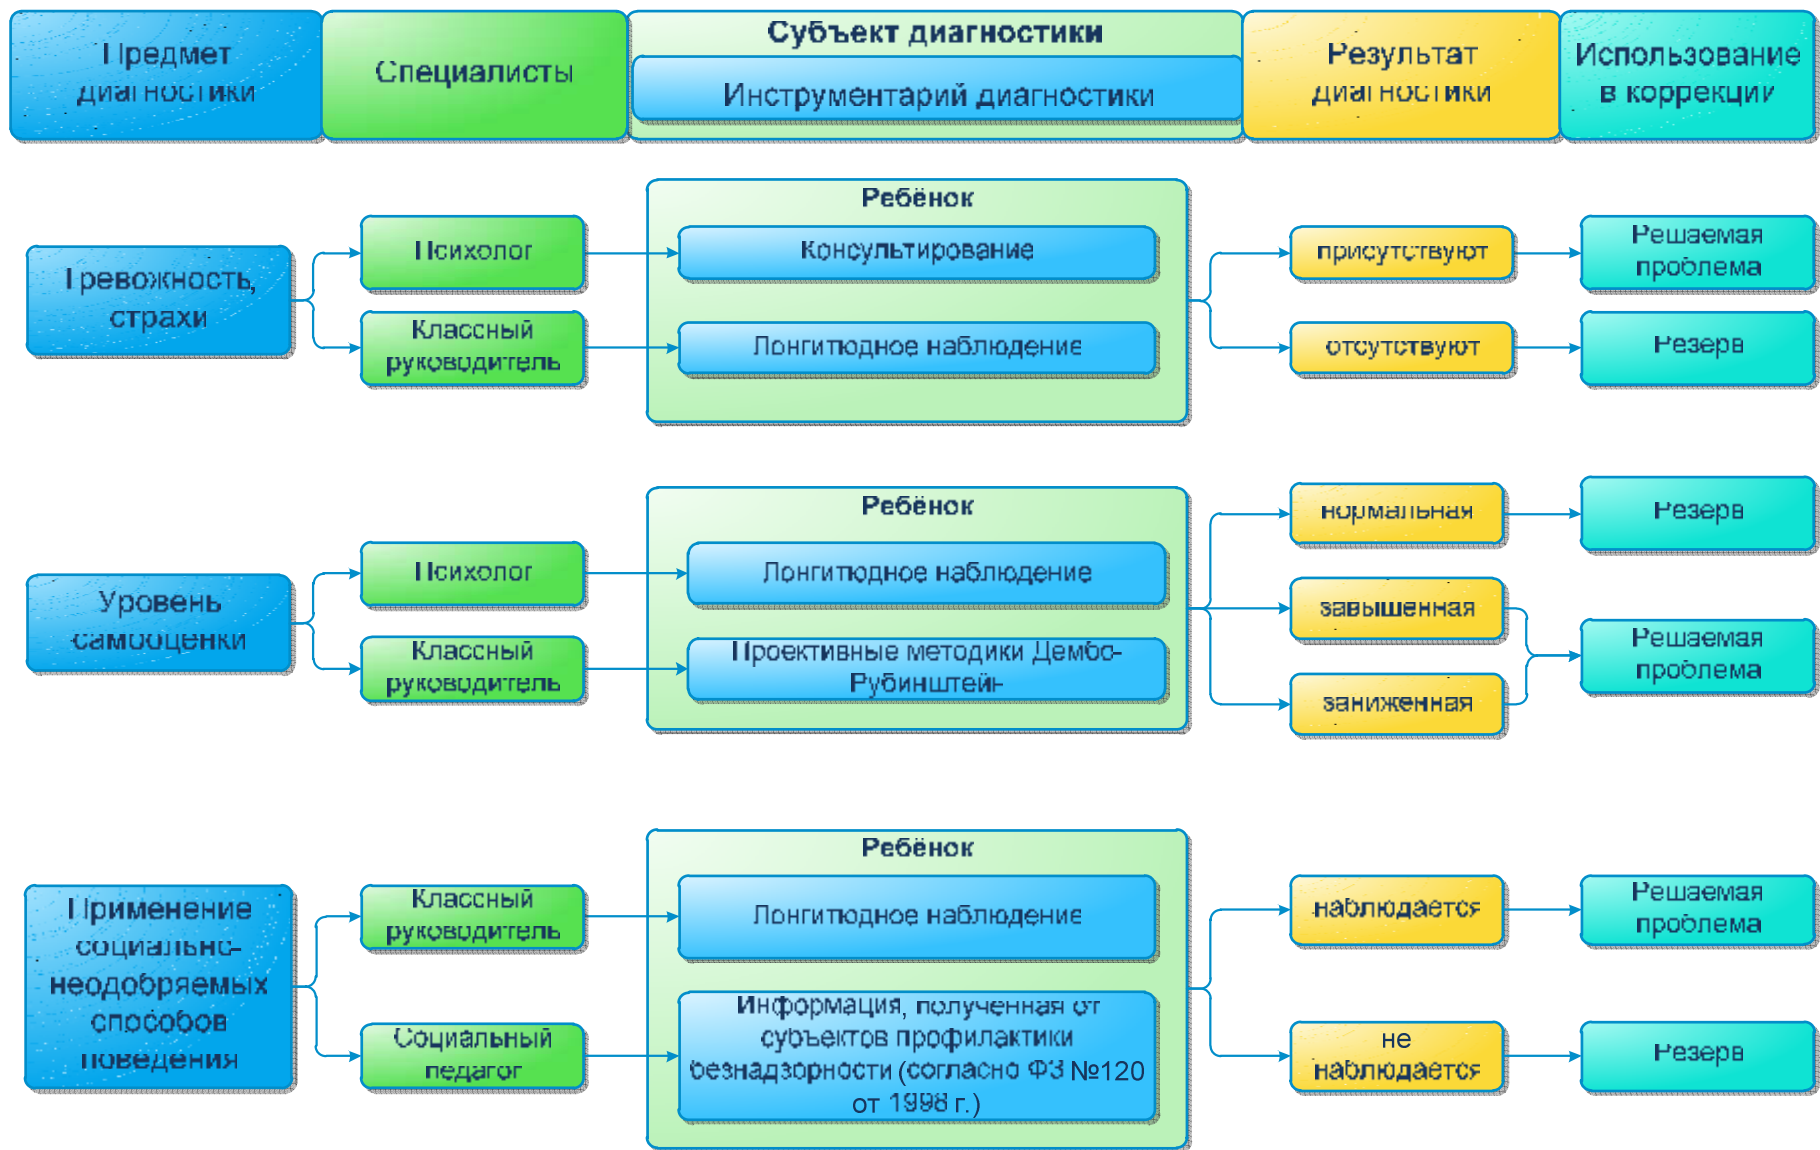 Предмет
диагностики
Специалисты
Субъект диагностики
Инструментарий диагностики
Результат
диагностики
Использование
в коррекции
Тревожность,
страхи
Психолог
Классный
руководитель
Ребёнок
Консультирование
Лонгитюдное наблюдение
присутствуют
отсутствуют
Решаемая
проблема
Резерв
Уровень
самооценки
Психолог
Классный
руководитель
Ребёнок
Лонгитюдное наблюдение
Проективные методики Дембо-
Рубинштейн
нормальная
завышенная
заниженная
Резерв
Решаемая
проблема
Применение
социально-
неодобряемых
способов
поведения
Классный
руководитель
Социальный
педагог
Ребёнок
Лонгитюдное наблюдение
Информация, полученная от
субъектов профилактики
безнадзорности (согласно ФЗ №120
от 1998 г.)
наблюдается
не
наблюдается
Решаемая
проблема
Резерв